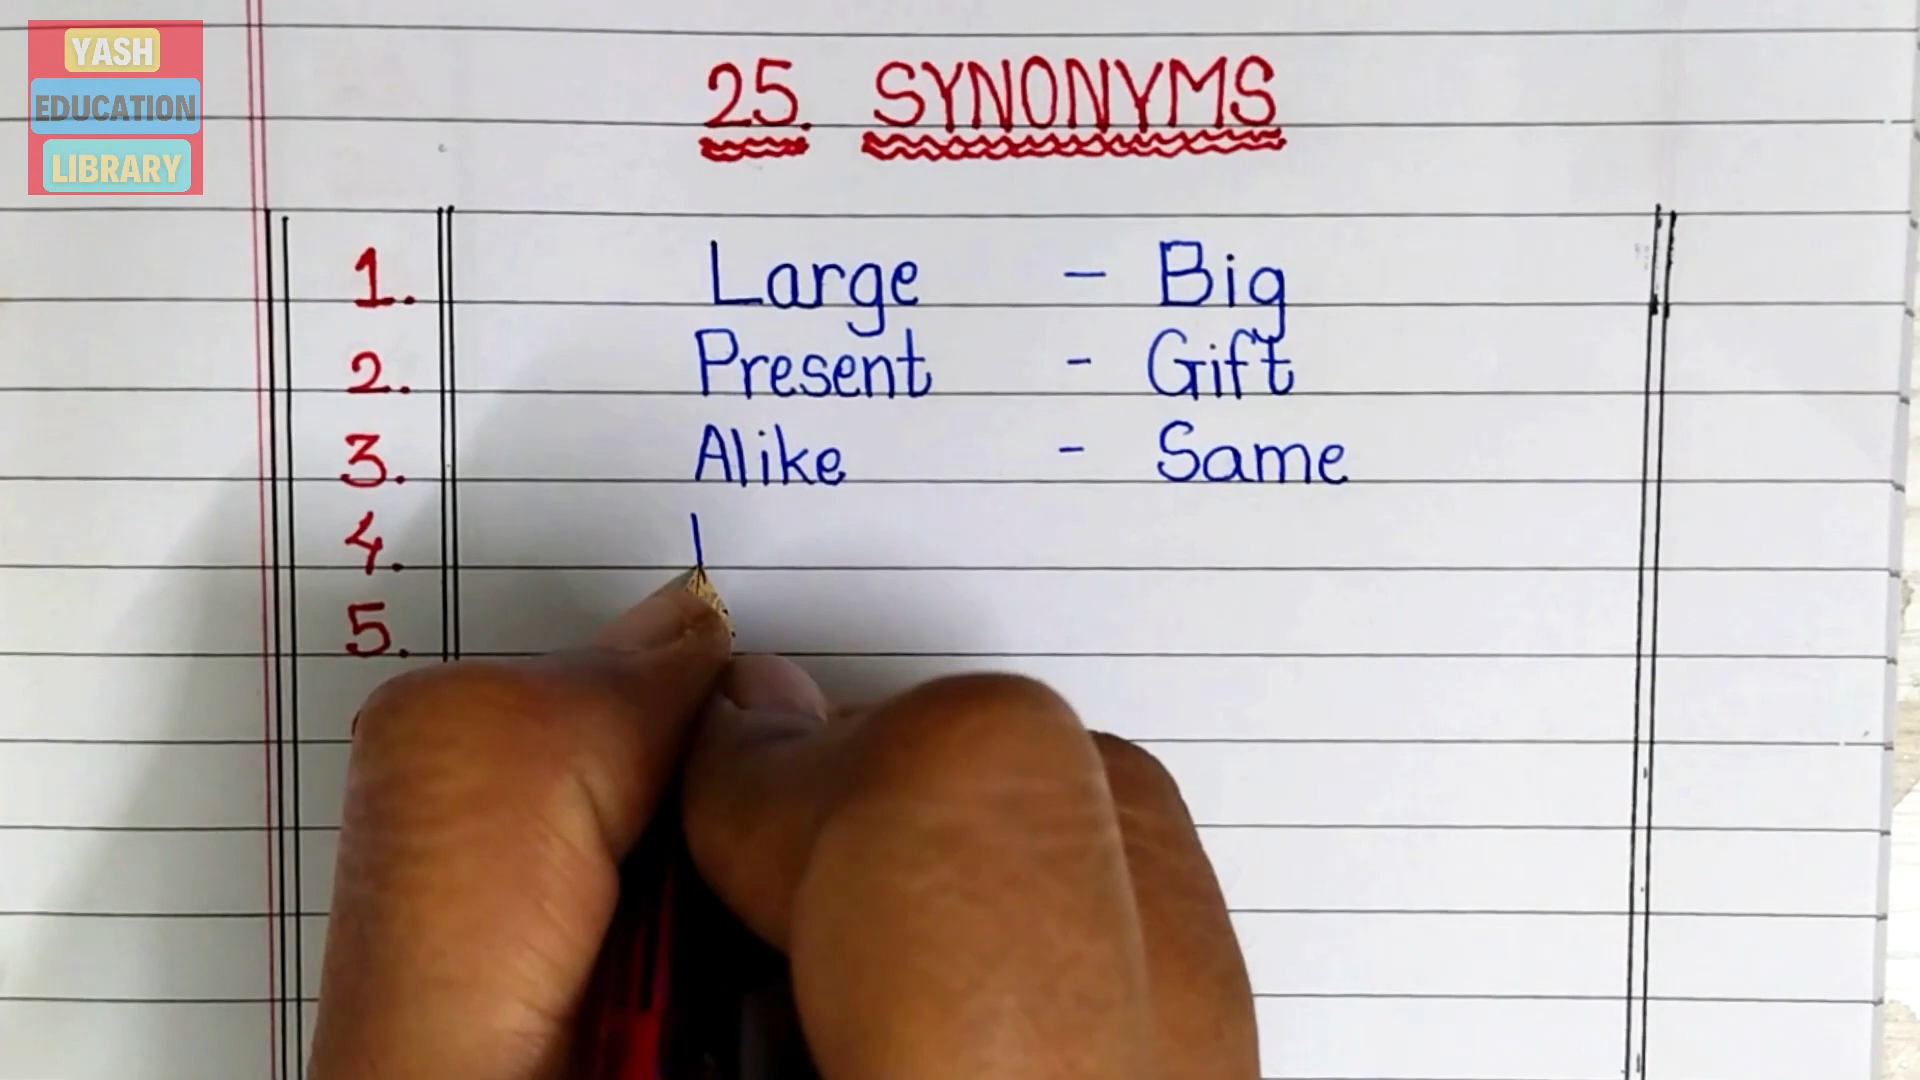 YASH
EDUCATION
LIBRARY
25. SYNONYMS
1. Large - Big
2. Present - Gift
3. Alike - Same
4.
5.